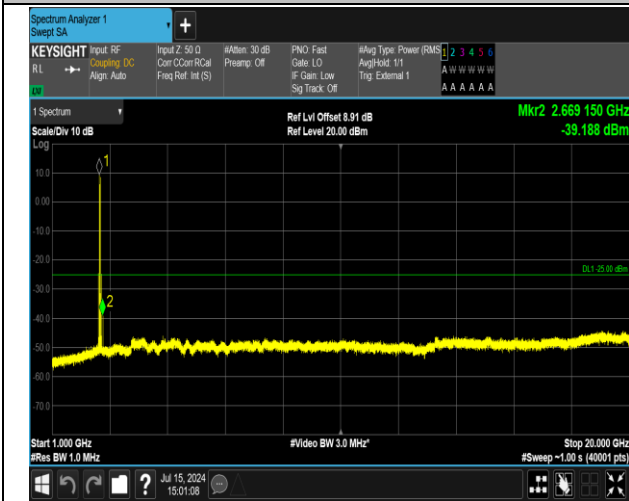 Spectrum Analyzer 1
Swept SA
+
KEYSIGHT
RL
Input: RF
Coupling: DC
Align: Auto
Input Z: 50 Ω
Corr CCorr RCal
Freq Ref: Int (S)
#Atten: 30 dB
Preamp: Off
PNO: Fast
Gate: LO
IF Gain: Low
Sig Track: Off
#Avg Type: Power (RMS
Avg|Hold: 1/1
Trig: External 1
1 2 3 4 5 6
A W W W W W
A A A A A A
1 Spectrum
Scale/Div 10 dB
Log
Ref Lvl Offset 8.91 dB
Ref Level 20.00 dBm
Mkr2 2.669 150 GHz
-39.188 dBm
10.0
0.00
-10.0
-20.0
-30.0
-40.0
-50.0
-60.0
-70.0
1
2
DL1 -25.00 dBm
Start 1.000 GHz
#Res BW 1.0 MHz
#Video BW 3.0 MHz*
Stop 20.000 GHz
#Sweep ~1.00 s (40001 pts)
?
Jul 15, 2024
15:01:08